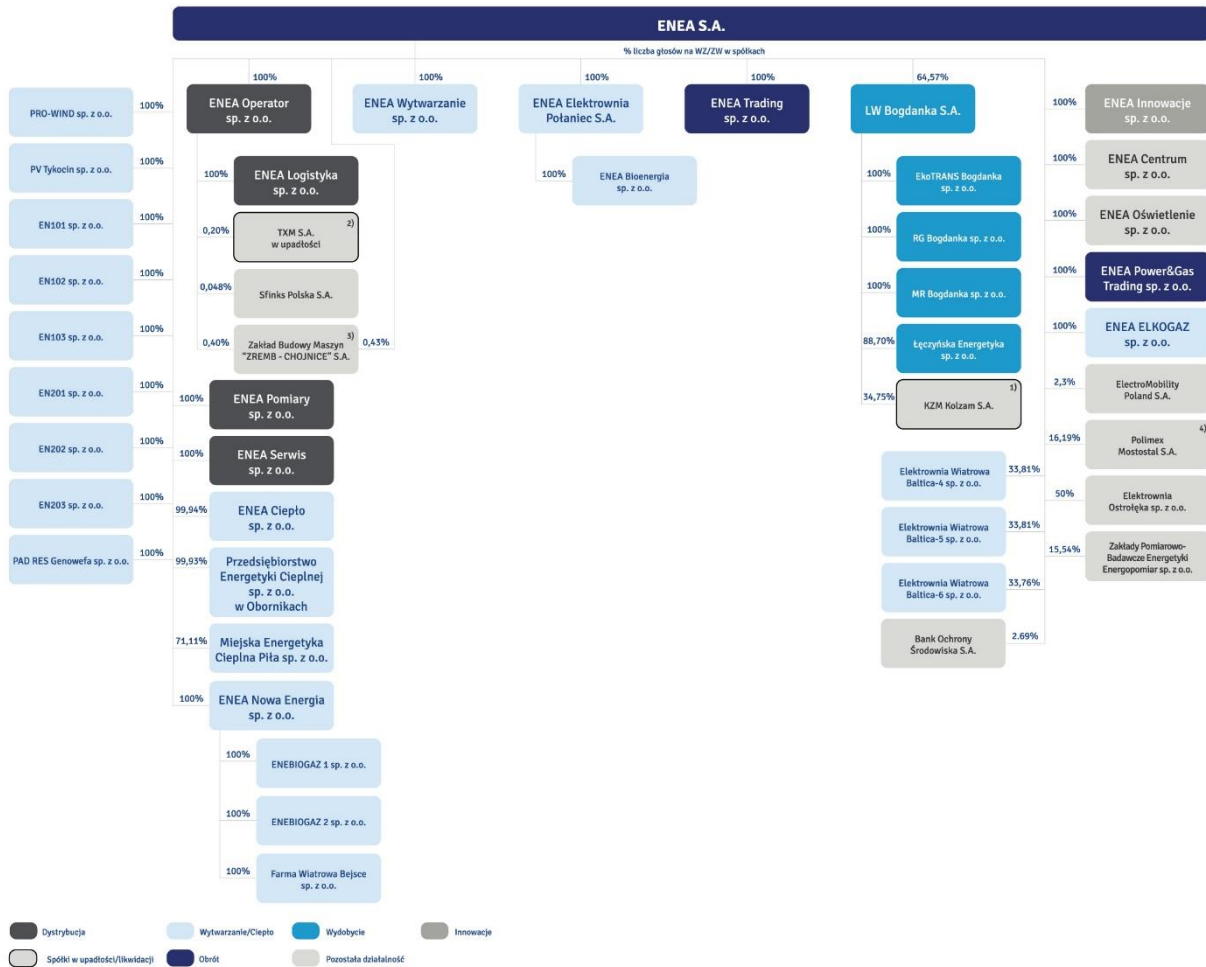 ENEA S.A.
% liczba głosów na WZ/ZW w spółkach
100%
PRO-WIND sp. z o.o.
100%
PV Tykocin sp. z o.o.
100%
EN101 sp. z o.o.
100%
EN102 sp. z o.o.
100%
EN103 sp. z o.o.
100%
EN201 sp. z o.o.
100%
EN202 sp. z o.o.
100%
EN203 sp. z o.o.
100%
PAD RES Genowefa sp. z o.o.
100%
ENEA Operator
sp. z o.o.
100%
ENEA Logistyka
sp. z o.o.
0,20%
TXM S.A.
w upadłości
2)
0,048%
Sfinks Polska S.A.
0,40%
Zakład Budowy Maszyn
"ZREMB - CHOJNICE" S.A.
3)
0,43%
100%
ENEA Pomiary
sp. z o.o.
100%
ENEA Serwis
sp. z o.o.
99,94%
ENEA Ciepło
sp. z o.o.
99,93%
Przedsiębiorstwo
Energetyki Cieplnej
sp. z o.o.
w Obornikach
71,11%
Miejska Energetyka
Cieplna Piła sp. z o.o.
100%
ENEA Nowa Energia
sp. z o.o.
100%
ENEBIOGAZ 1 sp. z o.o.
100%
ENEBIOGAZ 2 sp. z o.o.
100%
Farma Wiatrowa Bejsce
sp. z o.o.
100%
ENEA Wytwarzanie
sp. z o.o.
100%
ENEA Elektrownia
Połaniec S.A.
100%
ENEA Bioenergia
sp. z o.o.
100%
ENEA Trading
sp. z o.o.
64,57%
LW Bogdanka S.A.
100%
EkoTRANS Bogdanka
sp. z o.o.
100%
RG Bogdanka sp. z o.o.
100%
MR Bogdanka sp. z o.o.
88,70%
Łęczyńska Energetyka
sp. z o.o.
34,75%
KZM Kolzam S.A.
1)
Elektrownia Wiatrowa
Baltica-4 sp. z o.o.
33,81%
Elektrownia Wiatrowa
Baltica-5 sp. z o.o.
33,81%
Elektrownia Wiatrowa
Baltica-6 sp. z o.o.
33,76%
Bank Ochrony
Środowiska S.A.
2.69%
100%
ENEA Innowacje
sp. z o.o.
100%
ENEA Centrum
sp. z o.o.
100%
ENEA Oświetlenie
sp. z o.o.
100%
ENEA Power&Gas
Trading sp. z o.o.
100%
ENEA ELKOGAZ
sp. z o.o.
2,3%
ElectroMobility
Poland S.A.
16,19%
Polimex
Mostostal S.A.
4)
50%
Elektrownia
Ostrołęka sp. z o.o.
15,54%
Zakłady Pomiarowo-
Badawcze Energetyki
Energopomiar sp. z o.o.
Dystrybucja
Wytwarzanie/Ciepło
Wydobycie
Innowacje
Spółki w upadłości/likwidacji
Obrót
Pozostała działalność